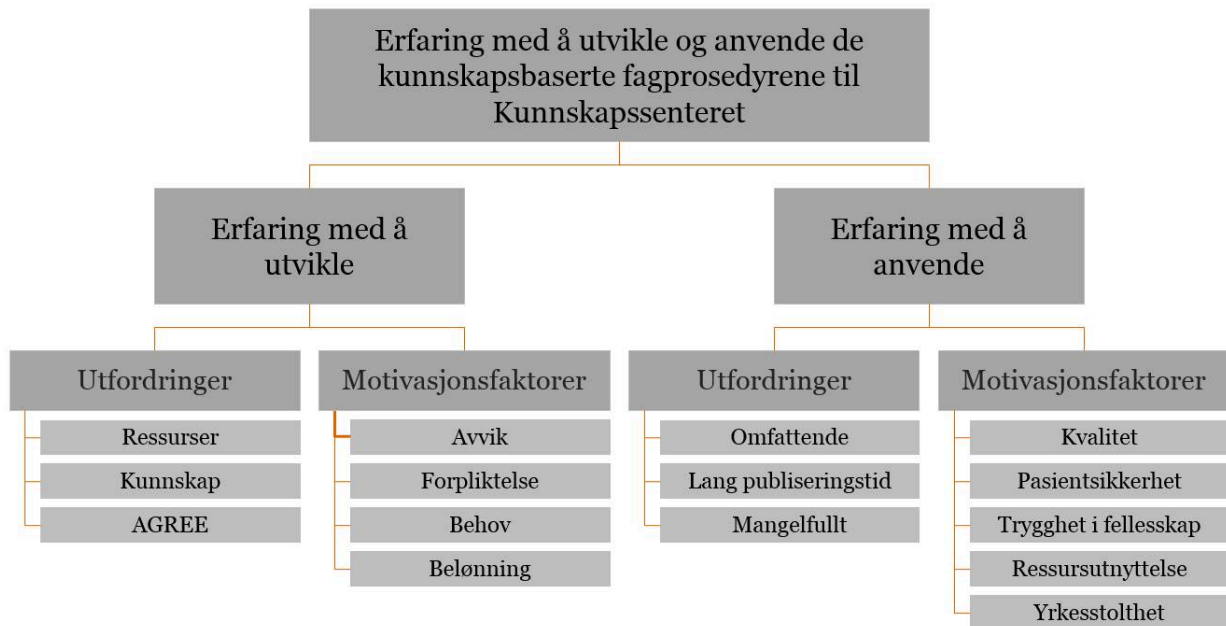 Erfaring med å utvikle og anvende de
kunnskapsbaserte fagprosedyrene til
Kunnskapssenteret
Erfaring med å
utvikle
Erfaring med å
anvende
Utfordringer
Ressurser
Kunnskap
AGREE
Motivasjonsfaktorer
Avvik
Forpliktelse
Behov
Belønning
Utfordringer
Omfattende
Lang publiseringstid
Mangelfullt
Motivasjonsfaktorer
Kvalitet
Pasientsikkerhet
Trygghet i fellesskap
Ressursutnyttelse
Yrkesstolthet